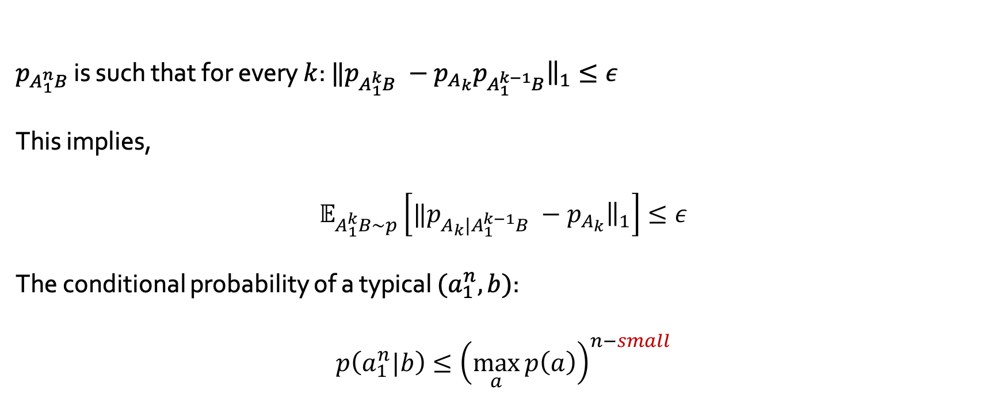 $p_{A_1^n B}$ is such that for every $k$: $\|p_{A_1^k B} - p_{A_k} p_{A_1^{k-1} B}\|_1 \leq \epsilon$
This implies,
$\mathbb{E}_{A_1^k B \sim p} \left[ \|p_{A_k | A_1^{k-1} B} - p_{A_k}\|_1 \right] \leq \epsilon$
The conditional probability of a typical $(a_1^n, b)$:
$p(a_1^n | b) \leq \left( \max_a p(a) \right)^{n - small}$